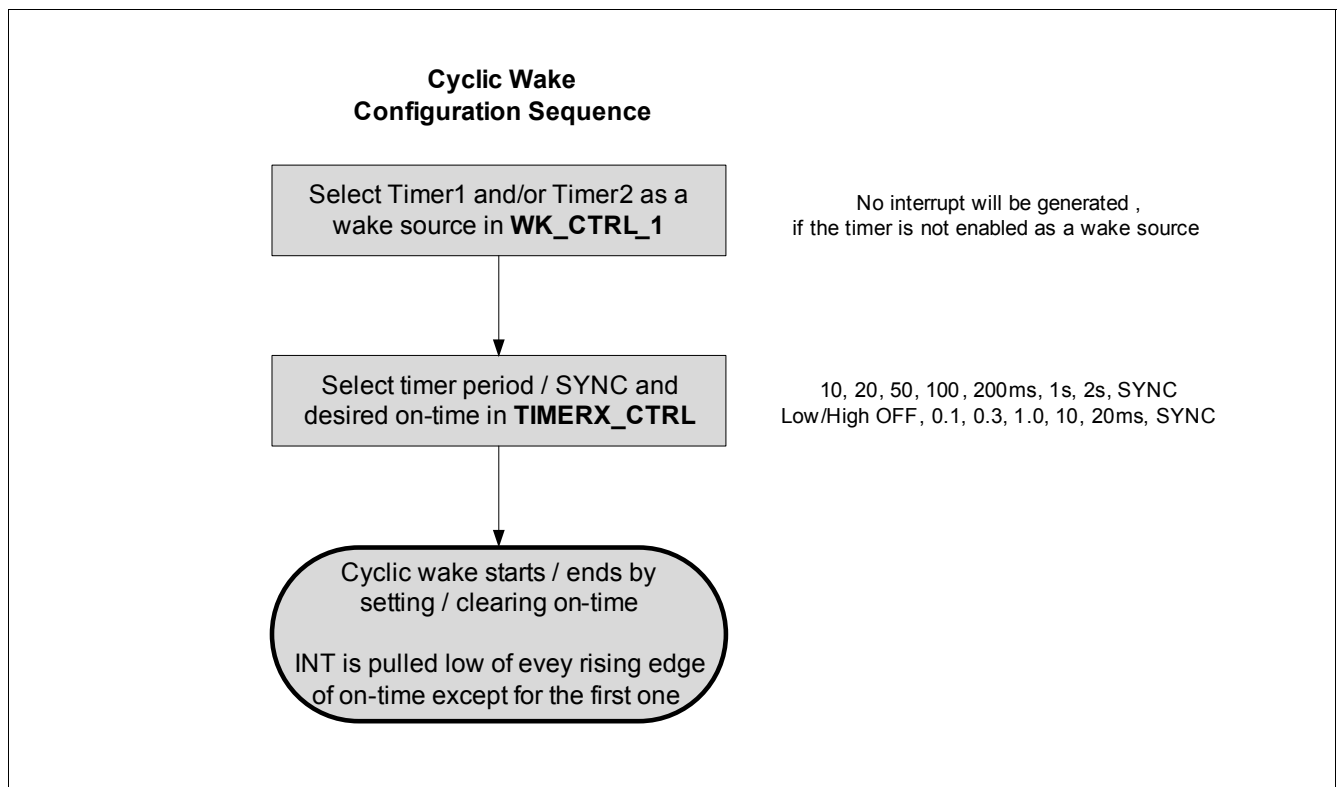 Cyclic Wake
Configuration Sequence
Select Timer1 and/or Timer2 as a
wake source in WK_CTRL_1
No interrupt will be generated ,
if the timer is not enabled as a wake source
Select timer period / SYNC and
desired on-time in TIMERX_CTRL
10, 20, 50, 100, 200ms, 1s, 2s, SYNC
Low/High OFF, 0.1, 0.3, 1.0, 10, 20ms, SYNC
Cyclic wake starts / ends by
setting / clearing on-time
INT is pulled low of evey rising edge
of on-time except for the first one